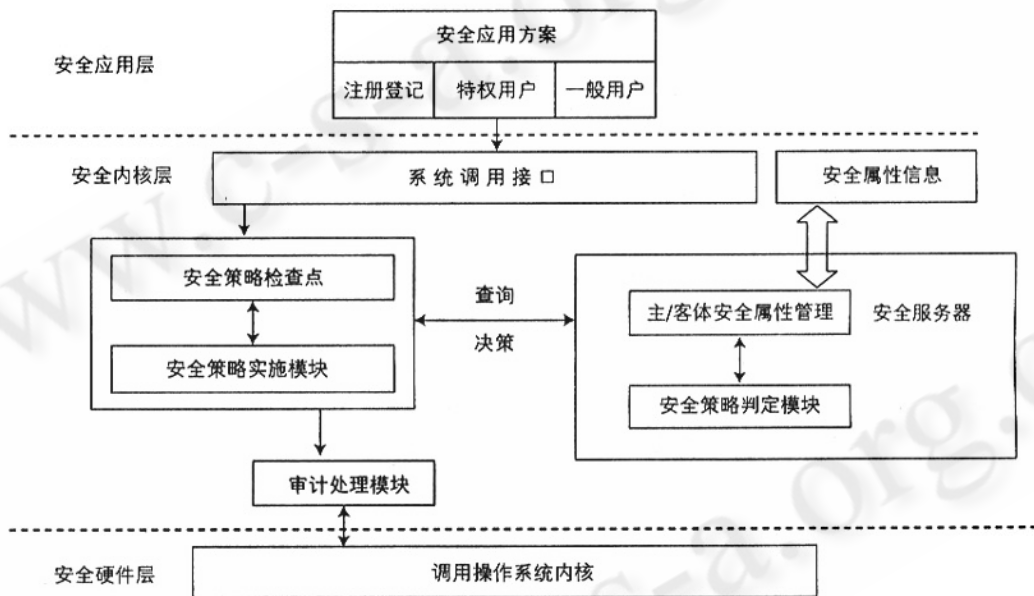 安全应用方案
安全应用层
注册登记 特权用户 一般用户
安全内核层
系统调用接口
安全属性信息
安全策略检查点
查询
主/客体安全属性管理
安全服务器
决策
安全策略实施模块
安全策略判定模块
审计处理模块
安全硬件层
调用操作系统内核
www.c-s-a.org.c